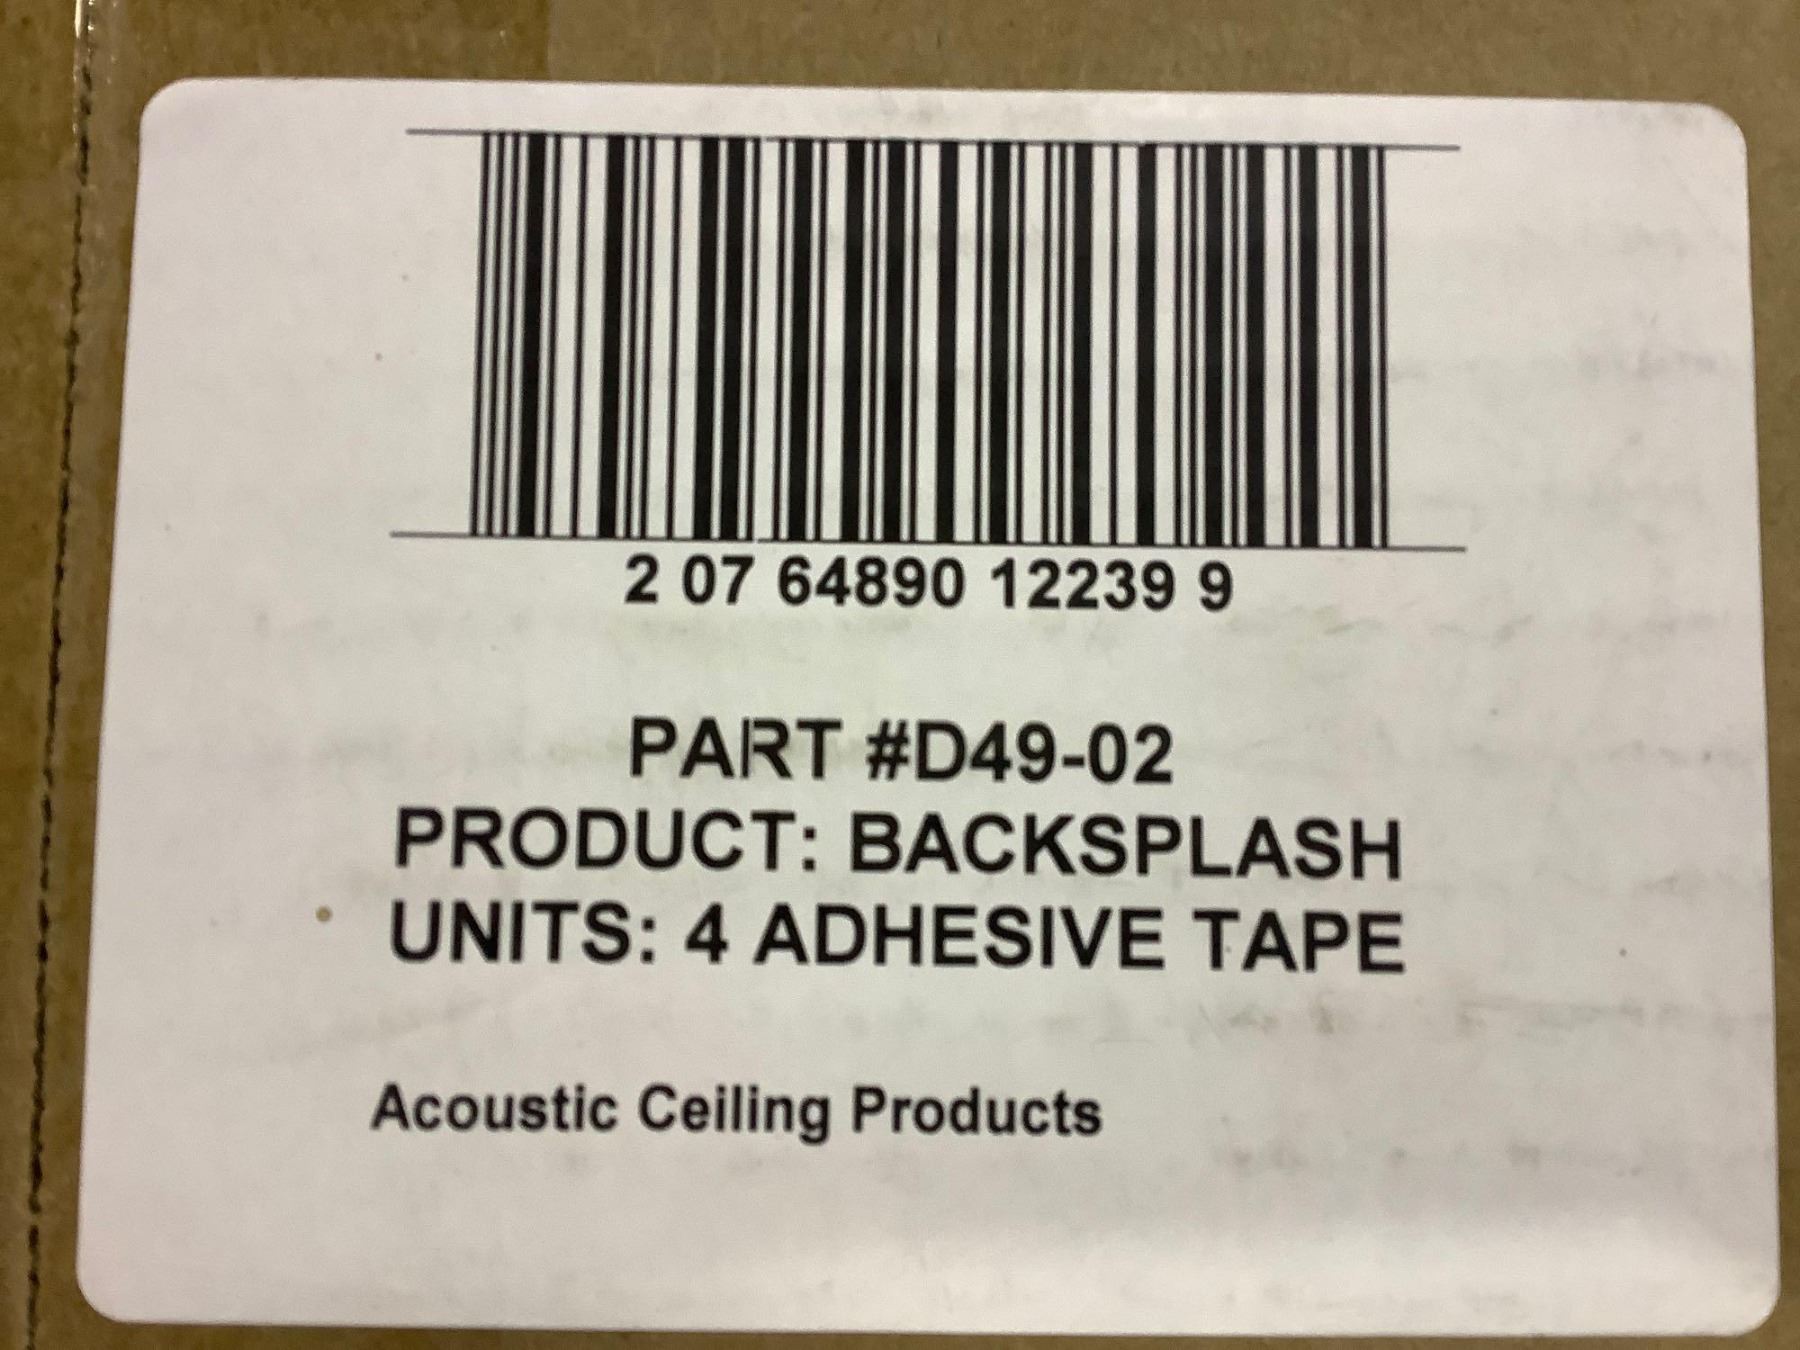 2 07 64890 12239 9
PART #D49-02
PRODUCT: BACKSPLASH
UNITS: 4 ADHESIVE TAPE
Acoustic Ceiling Products